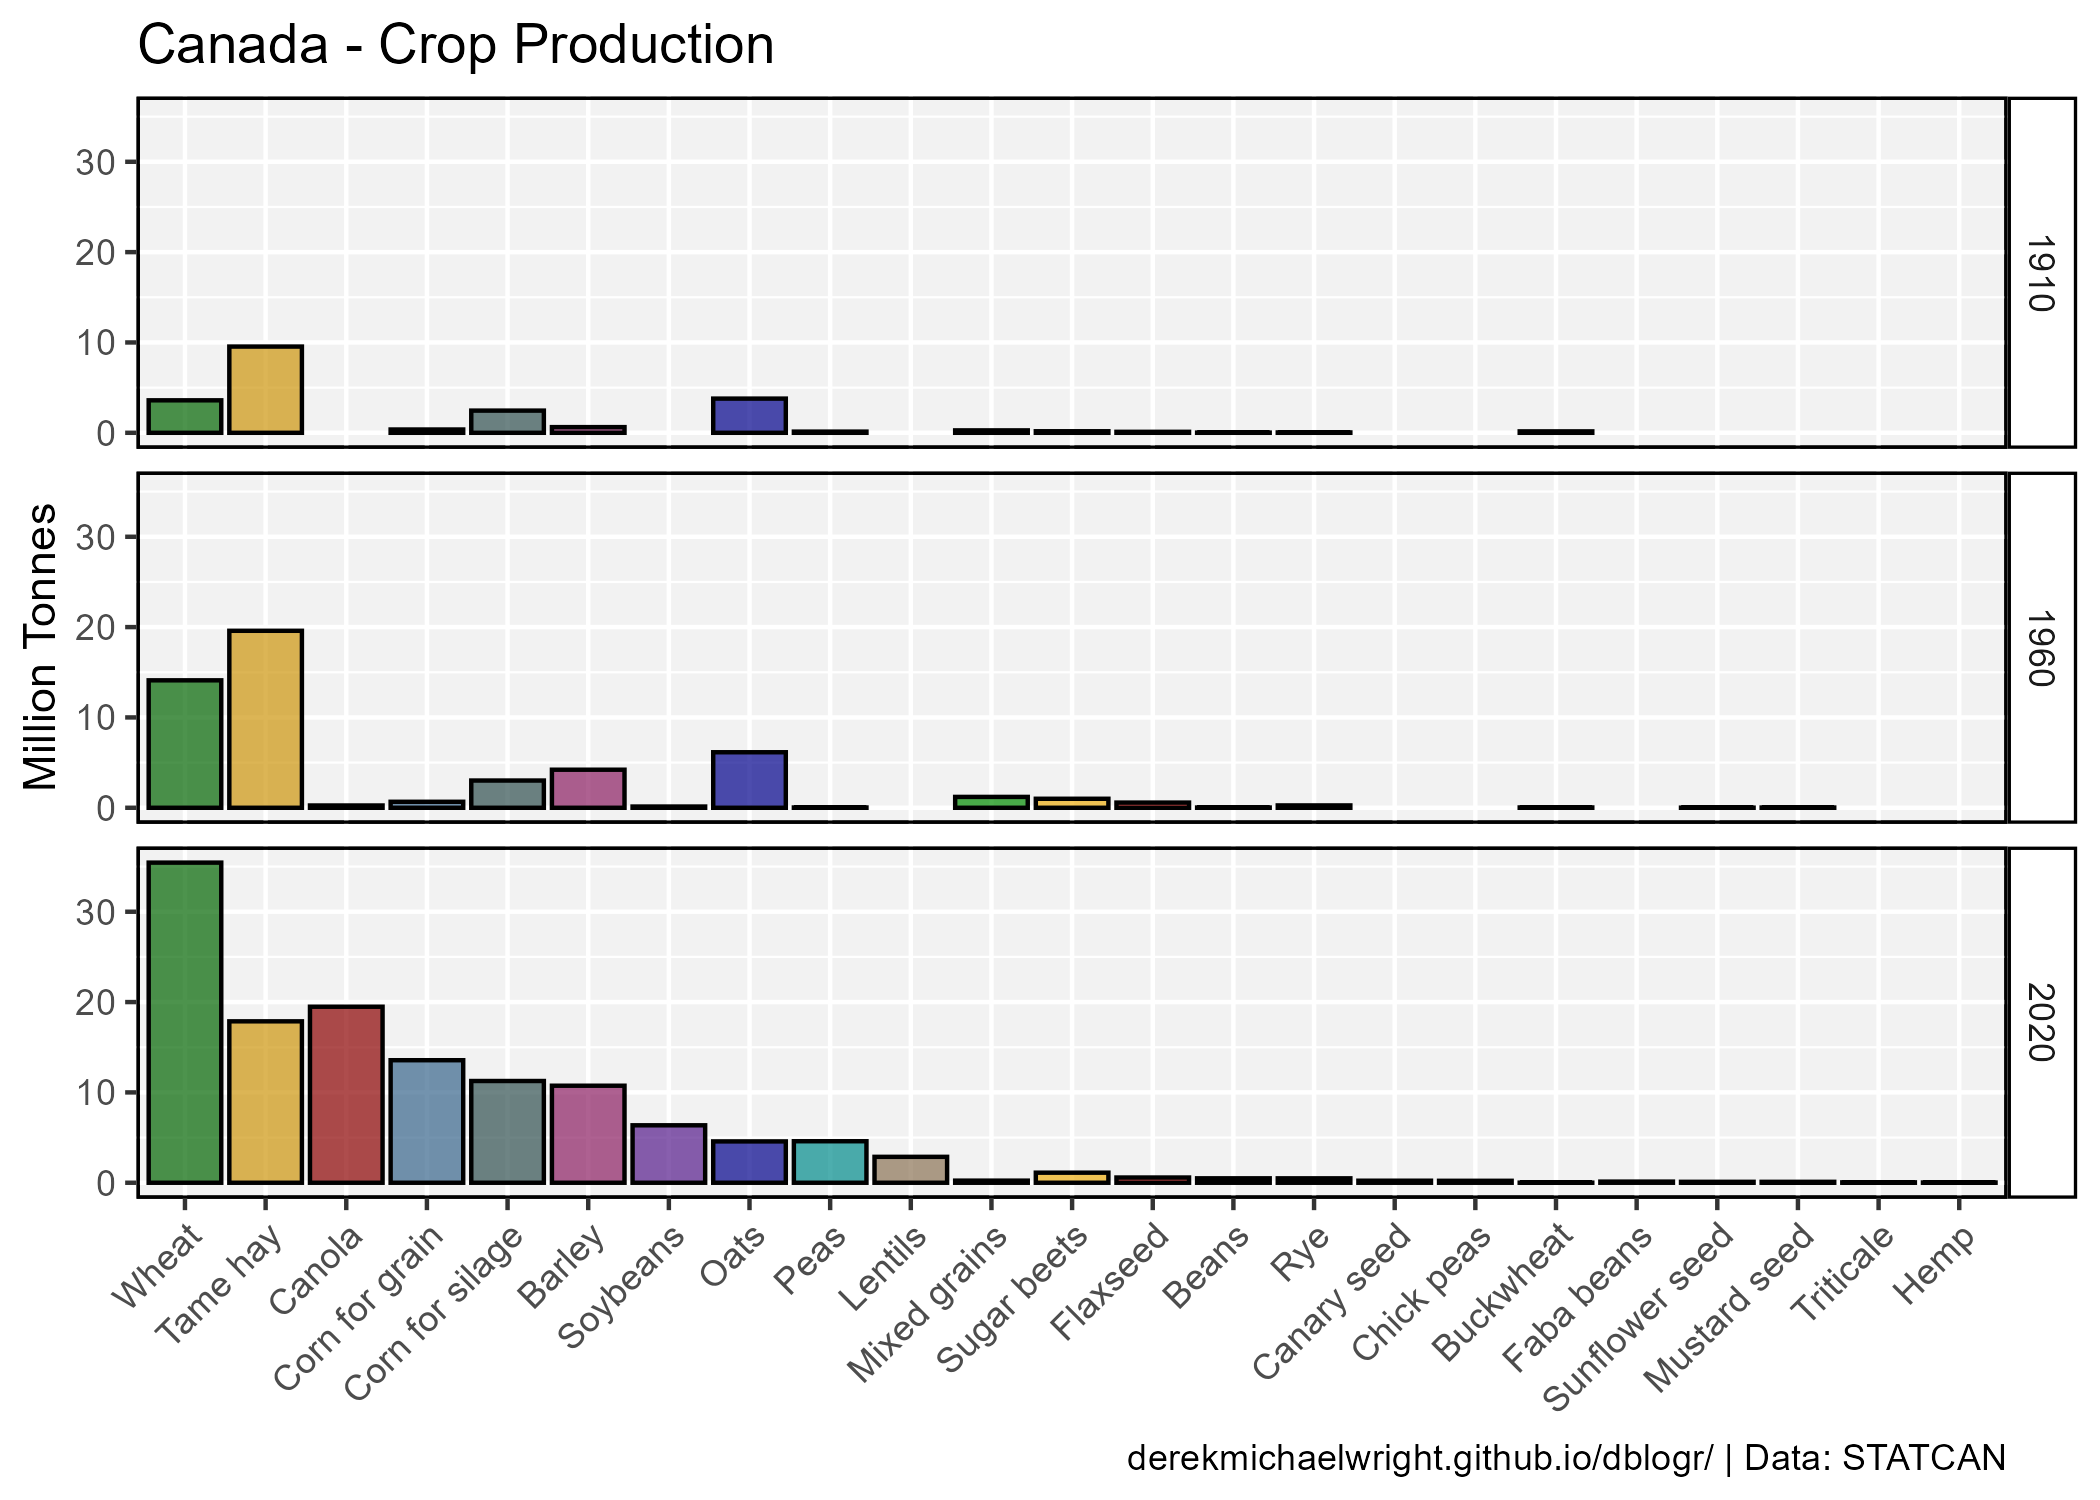 Canada - Crop Production
Million Tonnes
30
20
10
0
1910
30
20
10
0
1960
30
20
10
0
2020
Wheat
Tame hay
Canola
Corn for grain
Corn for silage
Barley
Soybeans
Oats
Peas
Lentils
Mixed grains
Sugar beets
Flaxseed
Beans
Rye
Canary seed
Chick peas
Buckwheat
Faba beans
Sunflower seed
Mustard seed
Triticale
Hemp
derekmichaelwright.github.io/dblogr/ | Data: STATCAN